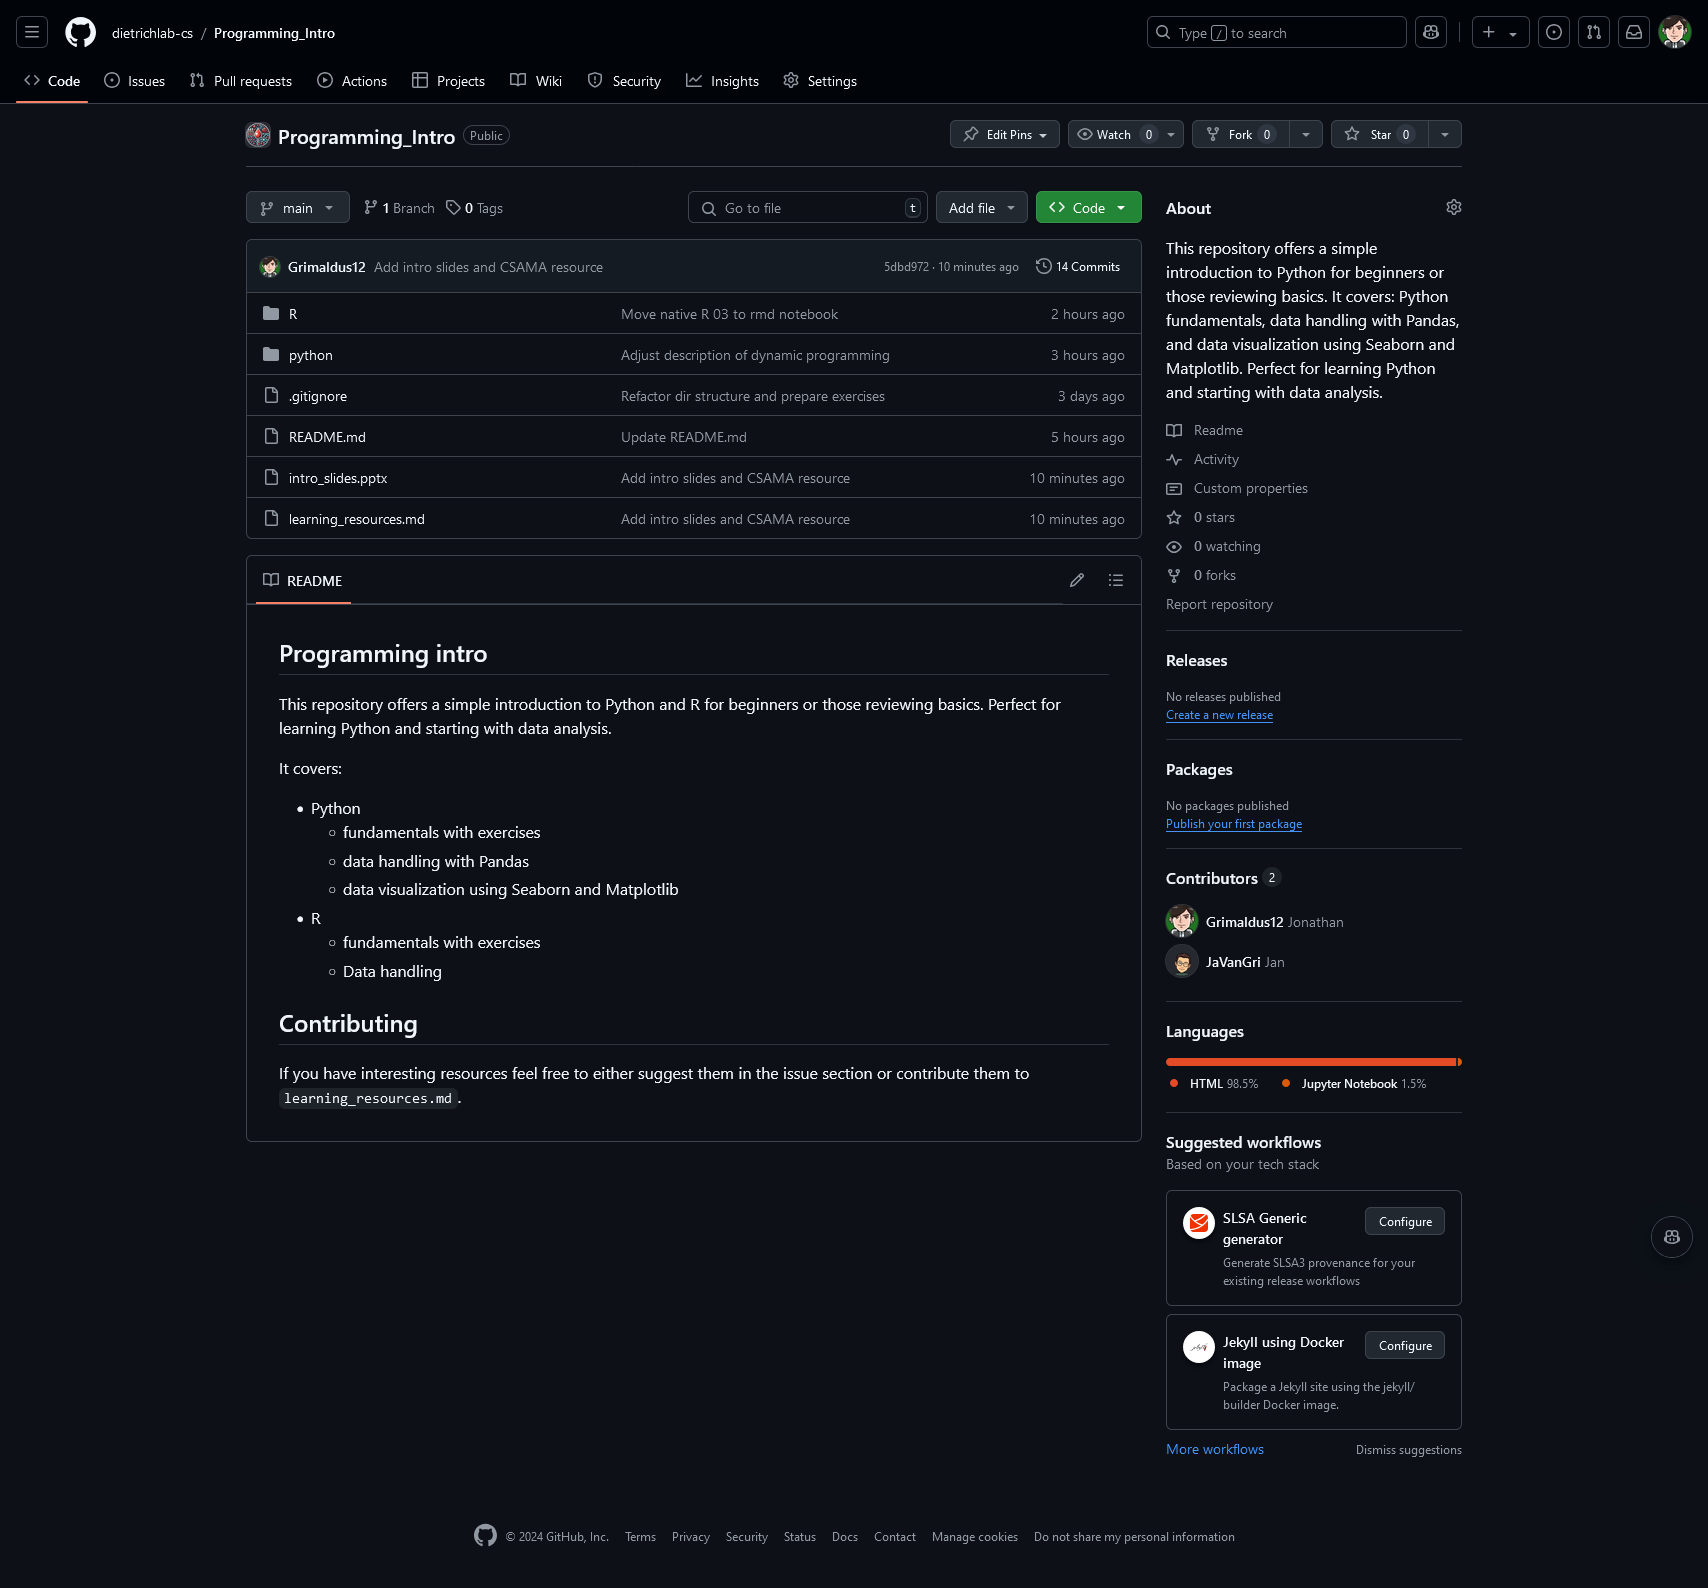 dietrichlab-cs / Programming_Intro
Type / to search
Code Issues Pull requests Actions Projects Wiki Security Insights Settings
Programming_Intro Public
Edit Pins Watch 0 Fork 0 Star 0
main 1 Branch 0 Tags
Go to file t Add file Code
Grimaldus12 Add intro slides and CSAMA resource 5dbd972 · 10 minutes ago 14 Commits
R Move native R 03 to rmd notebook 2 hours ago
python Adjust description of dynamic programming 3 hours ago
.gitignore Refactor dir structure and prepare exercises 3 days ago
README.md Update README.md 5 hours ago
intro_slides.pptx Add intro slides and CSAMA resource 10 minutes ago
learning_resources.md Add intro slides and CSAMA resource 10 minutes ago
README
Programming intro
This repository offers a simple introduction to Python and R for beginners or those reviewing basics. Perfect for
learning Python and starting with data analysis.
It covers:
Python
fundamentals with exercises
data handling with Pandas
data visualization using Seaborn and Matplotlib
R
fundamentals with exercises
Data handling
Contributing
If you have interesting resources feel free to either suggest them in the issue section or contribute them to
learning_resources.md.
About
This repository offers a simple
introduction to Python for beginners or
those reviewing basics. It covers: Python
fundamentals, data handling with Pandas,
and data visualization using Seaborn and
Matplotlib. Perfect for learning Python
and starting with data analysis.
Readme
Activity
Custom properties
0 stars
0 watching
0 forks
Report repository
Releases
No releases published
Create a new release
Packages
No packages published
Publish your first package
Contributors 2
Grimaldus12 Jonathan
JaVanGri Jan
Languages
HTML 98.5% Jupyter Notebook 1.5%
Suggested workflows
Based on your tech stack
SLSA Generic
generator
Configure
Generate SLSA3 provenance for your
existing release workflows
Jekyll using Docker
image
Configure
Package a Jekyll site using the jekyll/
builder Docker image.
More workflows Dismiss suggestions
© 2024 GitHub, Inc. Terms Privacy Security Status Docs Contact Manage cookies Do not share my personal information